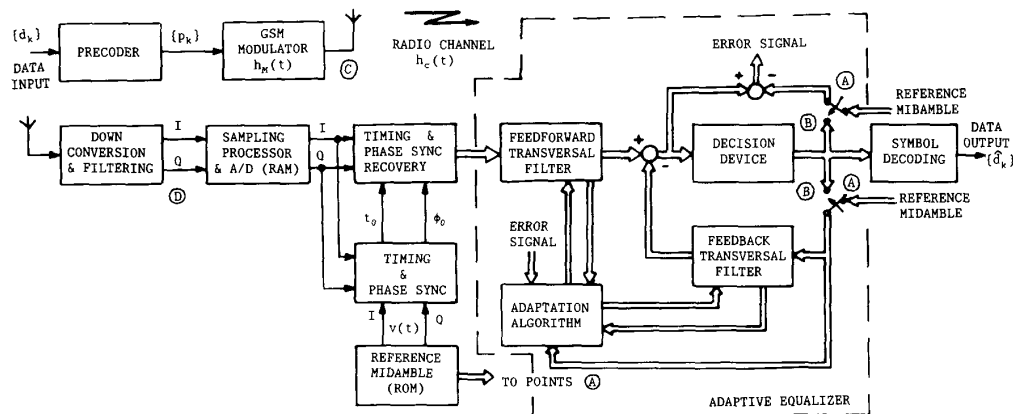 {d_k}
DATA
INPUT
PRECODER
{p_k}
GSM
MODULATOR
h_M(t)
Ⓒ
RADIO CHANNEL
h_c(t)
ERROR SIGNAL
+
-
Ⓐ
REFERENCE
MIBAMBLE
Ⓑ
DOWN
CONVERSION
& FILTERING
I
Q
Ⓓ
SAMPLING
PROCESSOR
& A/D (RAM)
I
Q
TIMING &
PHASE SYNC
RECOVERY
FEEDFORWARD
TRANSVERSAL
FILTER
+
-
DECISION
DEVICE
SYMBOL
DECODING
DATA
OUTPUT
{d̂_k}
Ⓑ
Ⓐ
REFERENCE
MIDAMBLE
t_0
ϕ_0
TIMING
&
PHASE SYNC
ERROR
SIGNAL
FEEDBACK
TRANSVERSAL
FILTER
ADAPTATION
ALGORITHM
I
v(t)
Q
REFERENCE
MIDAMBLE
(ROM)
TO POINTS Ⓐ
ADAPTIVE EQUALIZER